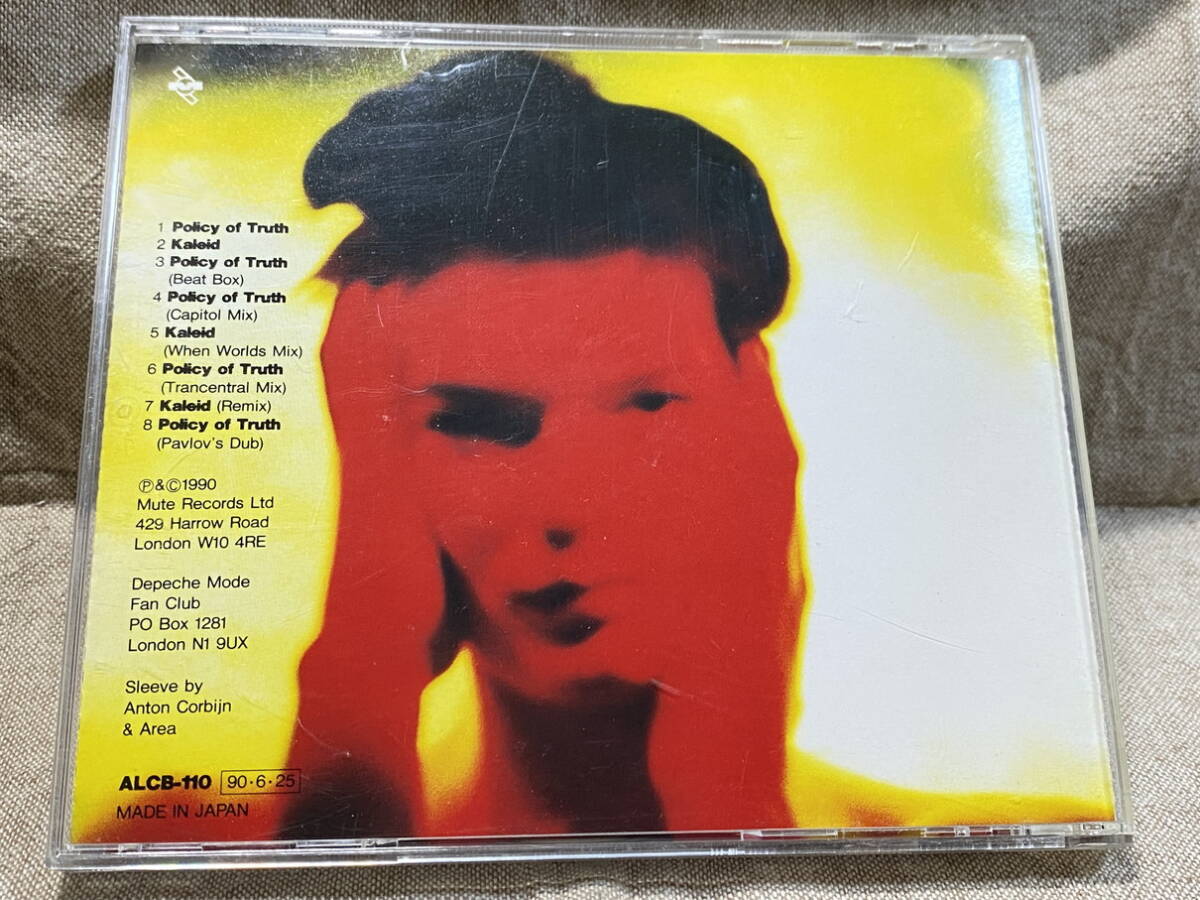 1 Policy of Truth
2 Kaleid
3 Policy of Truth
(Beat Box)
4 Policy of Truth
(Capitol Mix)
5 Kaleid
(When Worlds Mix)
6 Policy of Truth
(Trancentral Mix)
7 Kaleid (Remix)
8 Policy of Truth
(Pavlov's Dub)
℗&©1990
Mute Records Ltd
429 Harrow Road
London W10 4RE
Depeche Mode
Fan Club
PO Box 1281
London N1 9UX
Sleeve by
Anton Corbijn
& Area
ALCB-110 90·6·25
MADE IN JAPAN